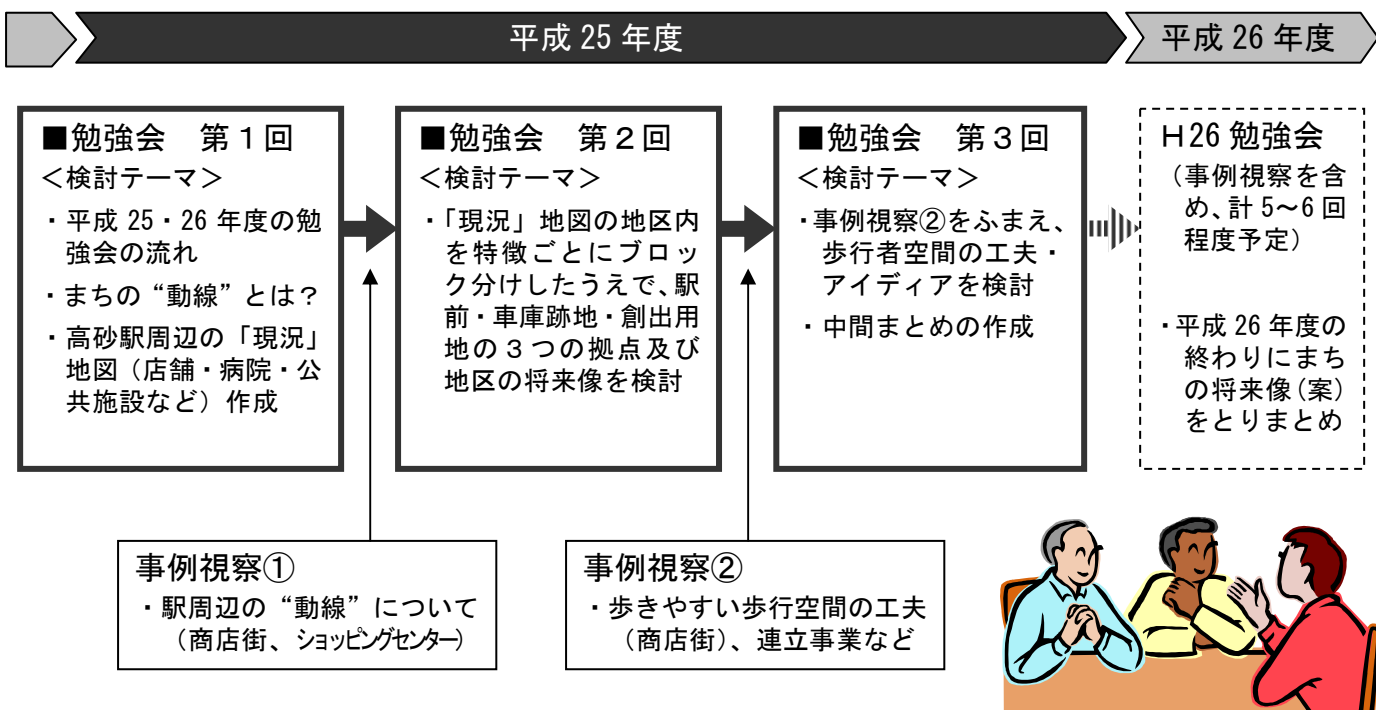 平成 25 年度
平成 26 年度
■勉強会　第１回
＜検討テーマ＞
・平成 25・26 年度の勉
強会の流れ
・まちの“動線”とは？
・高砂駅周辺の「現況」
地図（店舗・病院・公
共施設など）作成
■勉強会　第２回
＜検討テーマ＞
・「現況」地図の地区内
を特徴ごとにブロッ
ク分けしたうえで、駅
前・車庫跡地・創出用
地の３つの拠点及び
地区の将来像を検討
■勉強会　第３回
＜検討テーマ＞
・事例視察②をふまえ、
歩行者空間の工夫・
アイディアを検討
・中間まとめの作成
Ｈ26 勉強会
（事例視察を含
め、計 5～6 回
程度予定）
・平成 26 年度の
終わりにまち
の将来像（案）
をとりまとめ
事例視察①
・駅周辺の“動線”について
（商店街、ショッピングセンター）
事例視察②
・歩きやすい歩行空間の工夫
（商店街）、連立事業など